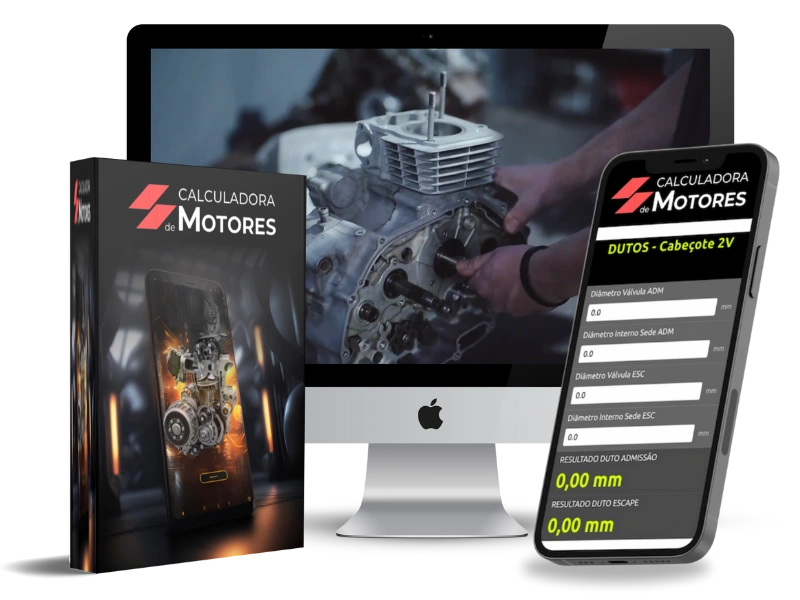 CALCULADORA
de MOTORES
CALCULADORA
de MOTORES
DUTOS - Cabeçote 2V
Diâmetro Válvula ADM
0.0 mm
Diâmetro Interno Sede ADM
0.0 mm
Diâmetro Válvula ESC
0.0 mm
Diâmetro Interno Sede ESC
0.0 mm
RESULTADO DUTO ADMISSÃO
0,00 mm
RESULTADO DUTO ESCAPE
0,00 mm